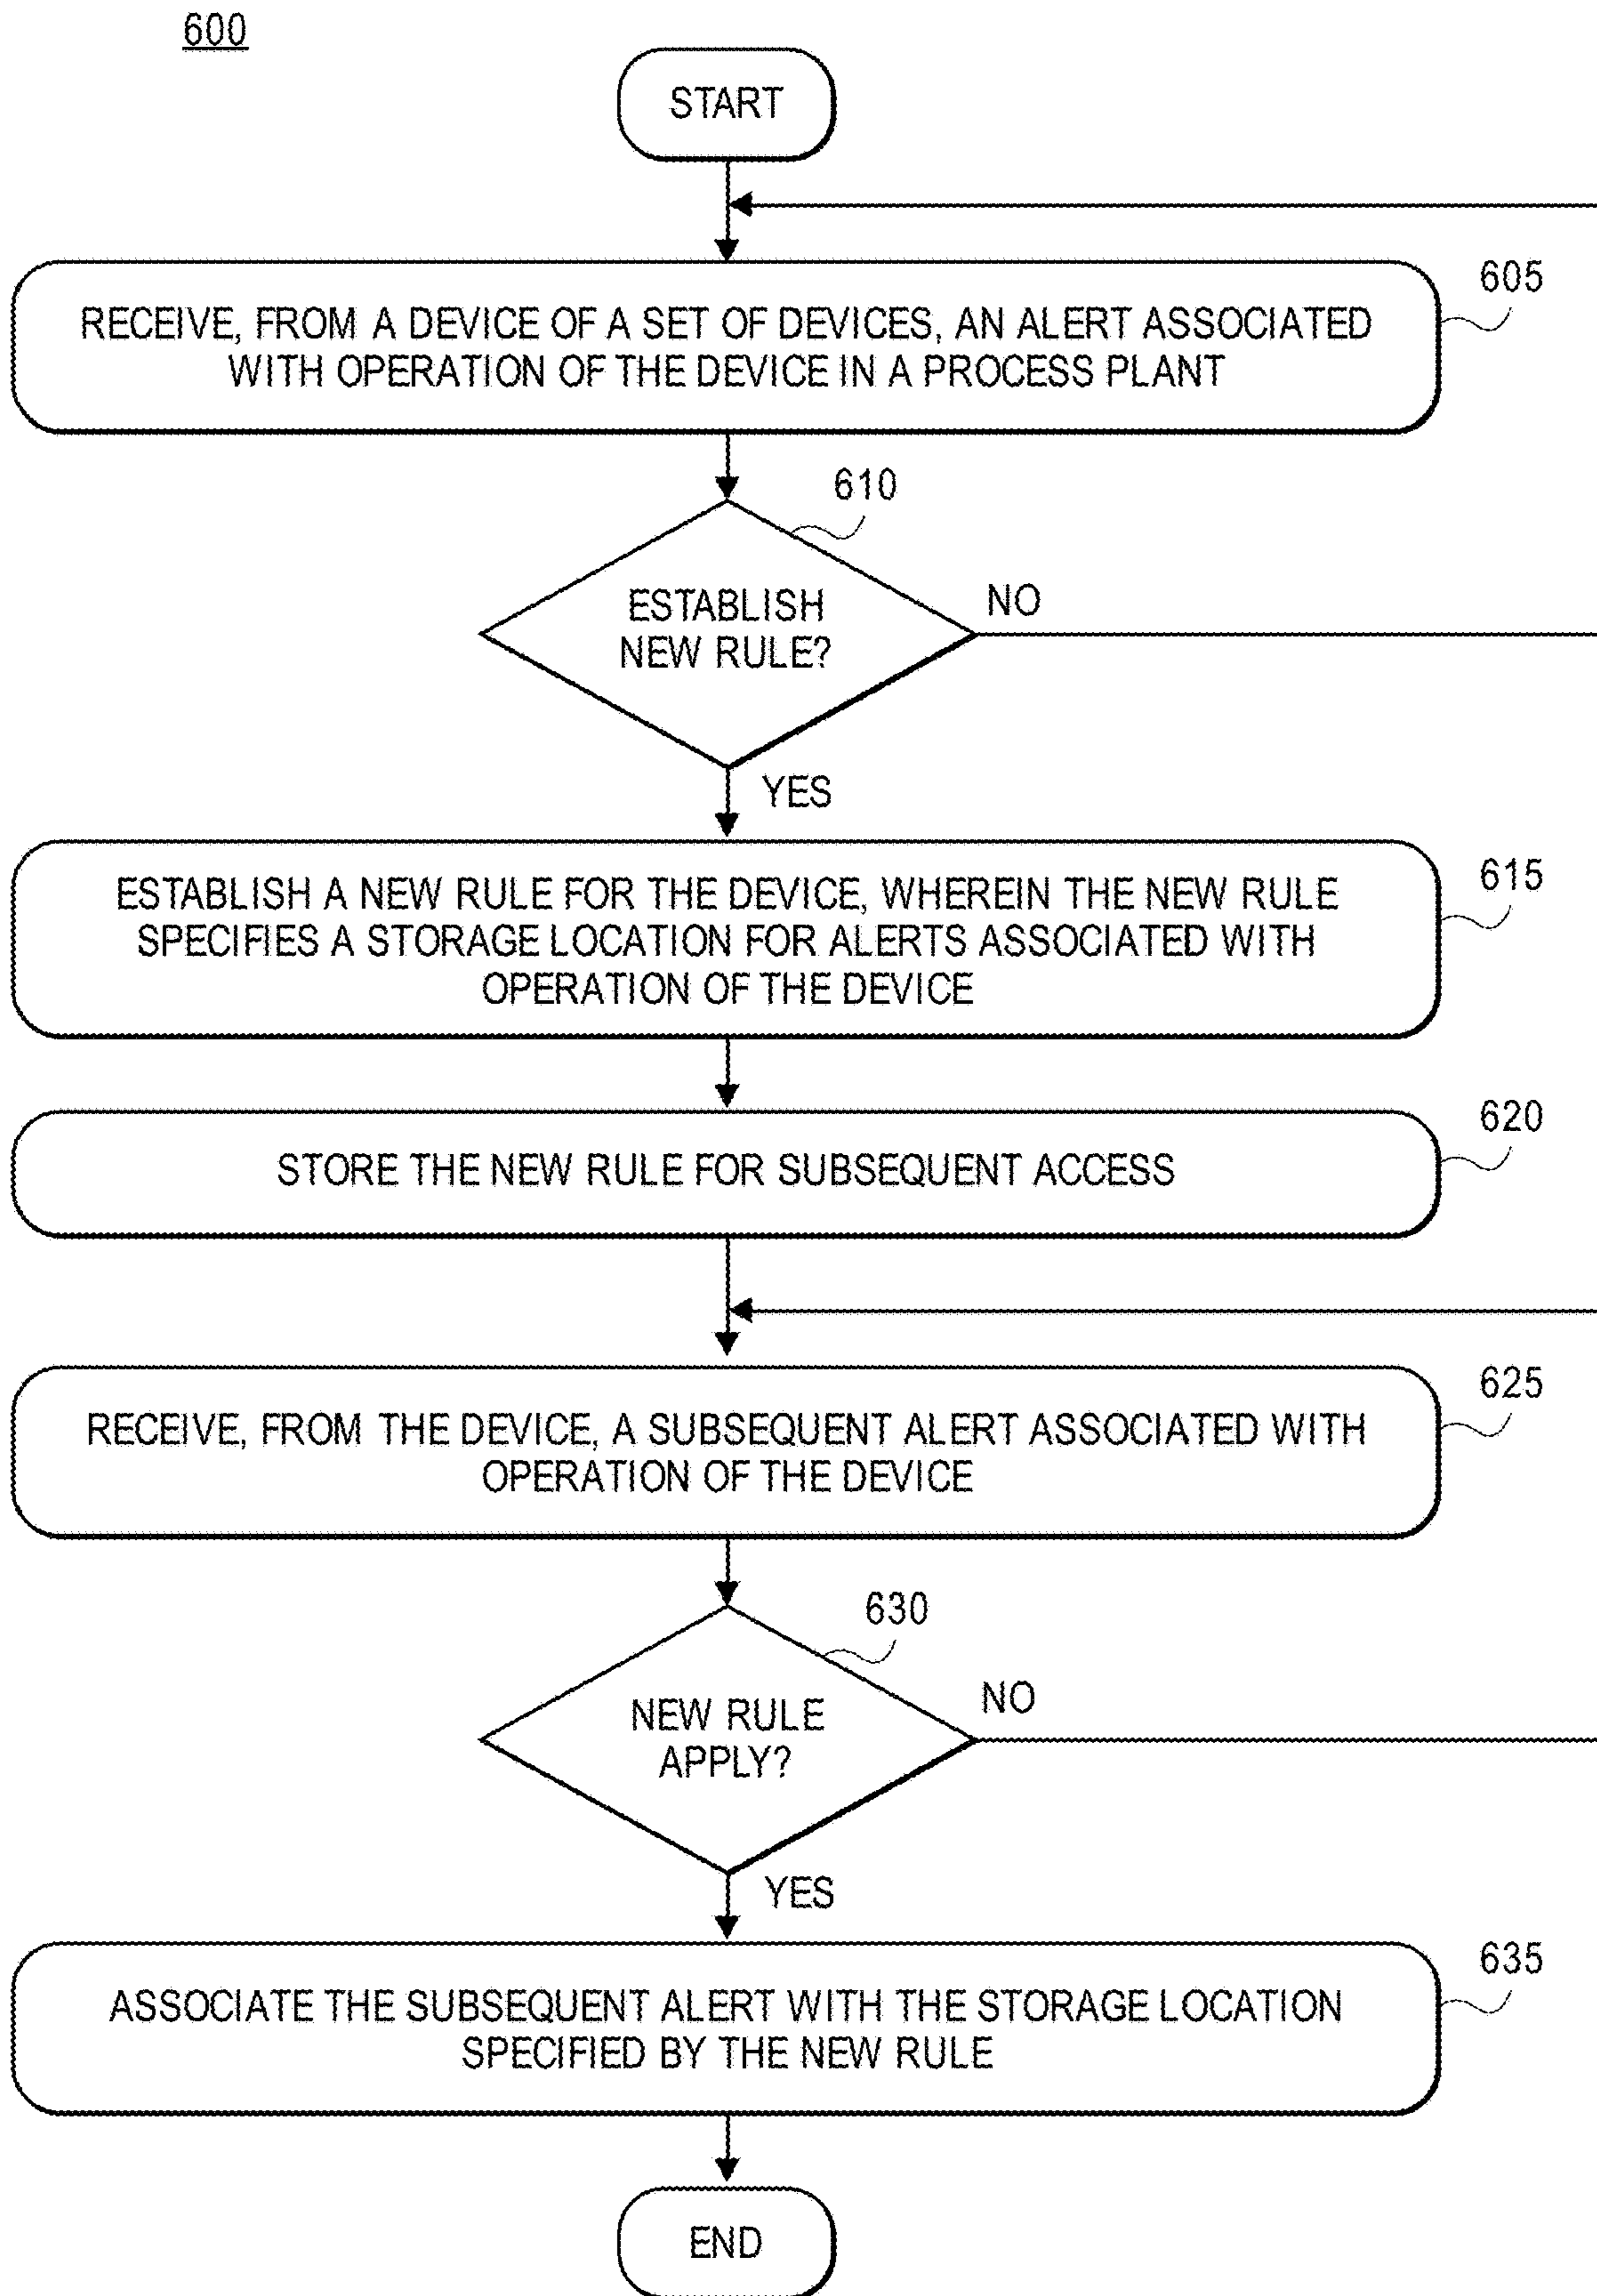 600
START
RECEIVE, FROM A DEVICE OF A SET OF DEVICES, AN ALERT ASSOCIATED
WITH OPERATION OF THE DEVICE IN A PROCESS PLANT
605
610
ESTABLISH
NEW RULE?
NO
YES
ESTABLISH A NEW RULE FOR THE DEVICE, WHEREIN THE NEW RULE
SPECIFIES A STORAGE LOCATION FOR ALERTS ASSOCIATED WITH
OPERATION OF THE DEVICE
615
STORE THE NEW RULE FOR SUBSEQUENT ACCESS
620
RECEIVE, FROM THE DEVICE, A SUBSEQUENT ALERT ASSOCIATED WITH
OPERATION OF THE DEVICE
625
630
NEW RULE
APPLY?
NO
YES
ASSOCIATE THE SUBSEQUENT ALERT WITH THE STORAGE LOCATION
SPECIFIED BY THE NEW RULE
635
END